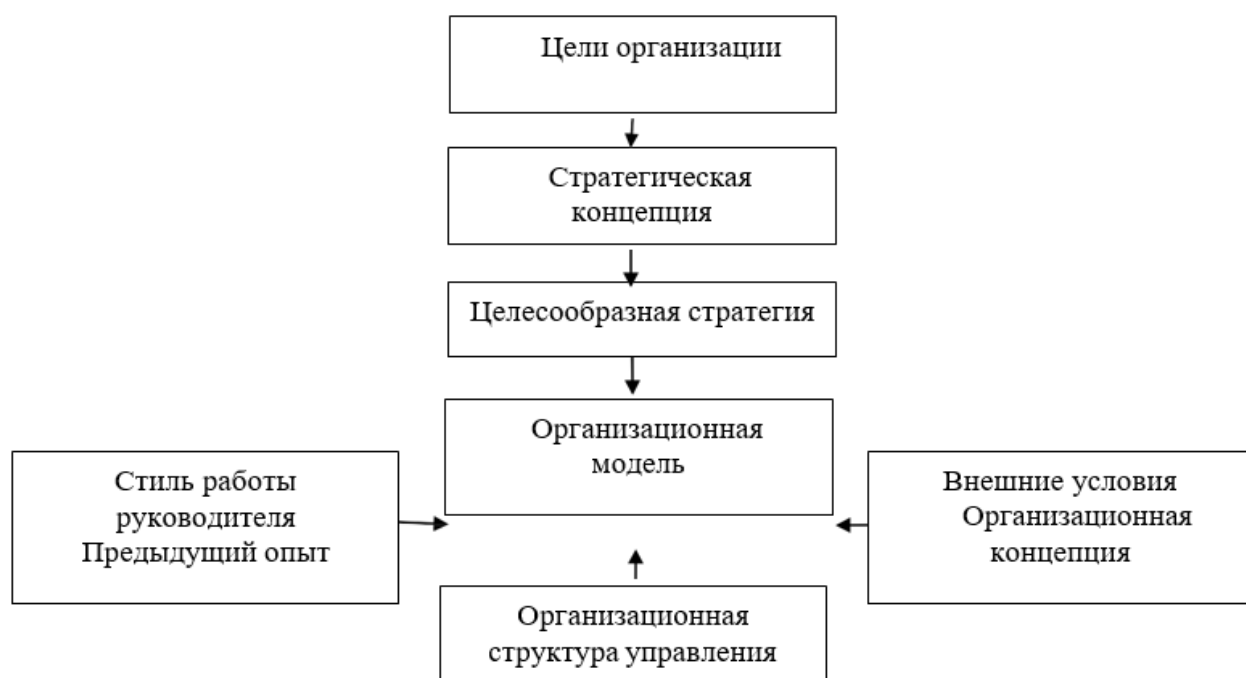 Цели организации
Стратегическая
концепция
Целесообразная стратегия
Организационная
модель
Стиль работы
руководителя
Предыдущий опыт
Внешние условия
Организационная
концепция
Организационная
структура управления